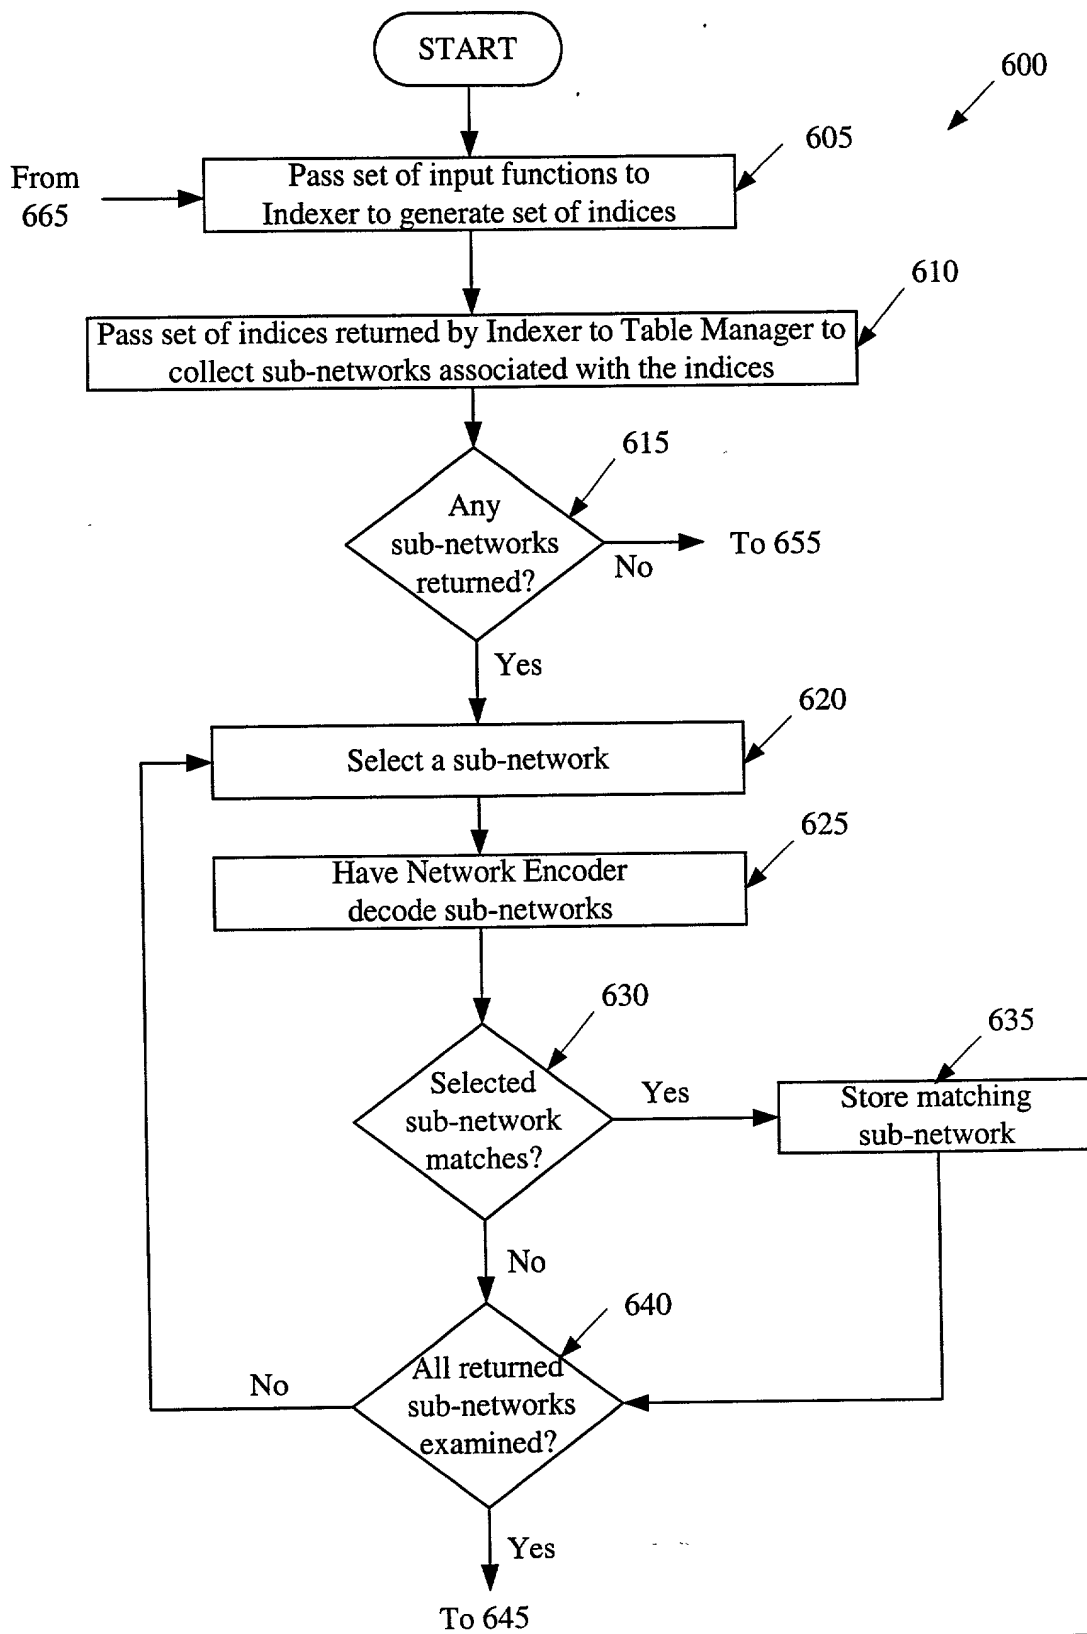 START
600
605
From
665
Pass set of input functions to
Indexer to generate set of indices
610
Pass set of indices returned by Indexer to Table Manager to
collect sub-networks associated with the indices
615
Any
sub-networks
returned?
No
To 655
Yes
620
Select a sub-network
625
Have Network Encoder
decode sub-networks
630
635
Selected
sub-network
matches?
Yes
Store matching
sub-network
No
640
All returned
sub-networks
examined?
No
Yes
To 645